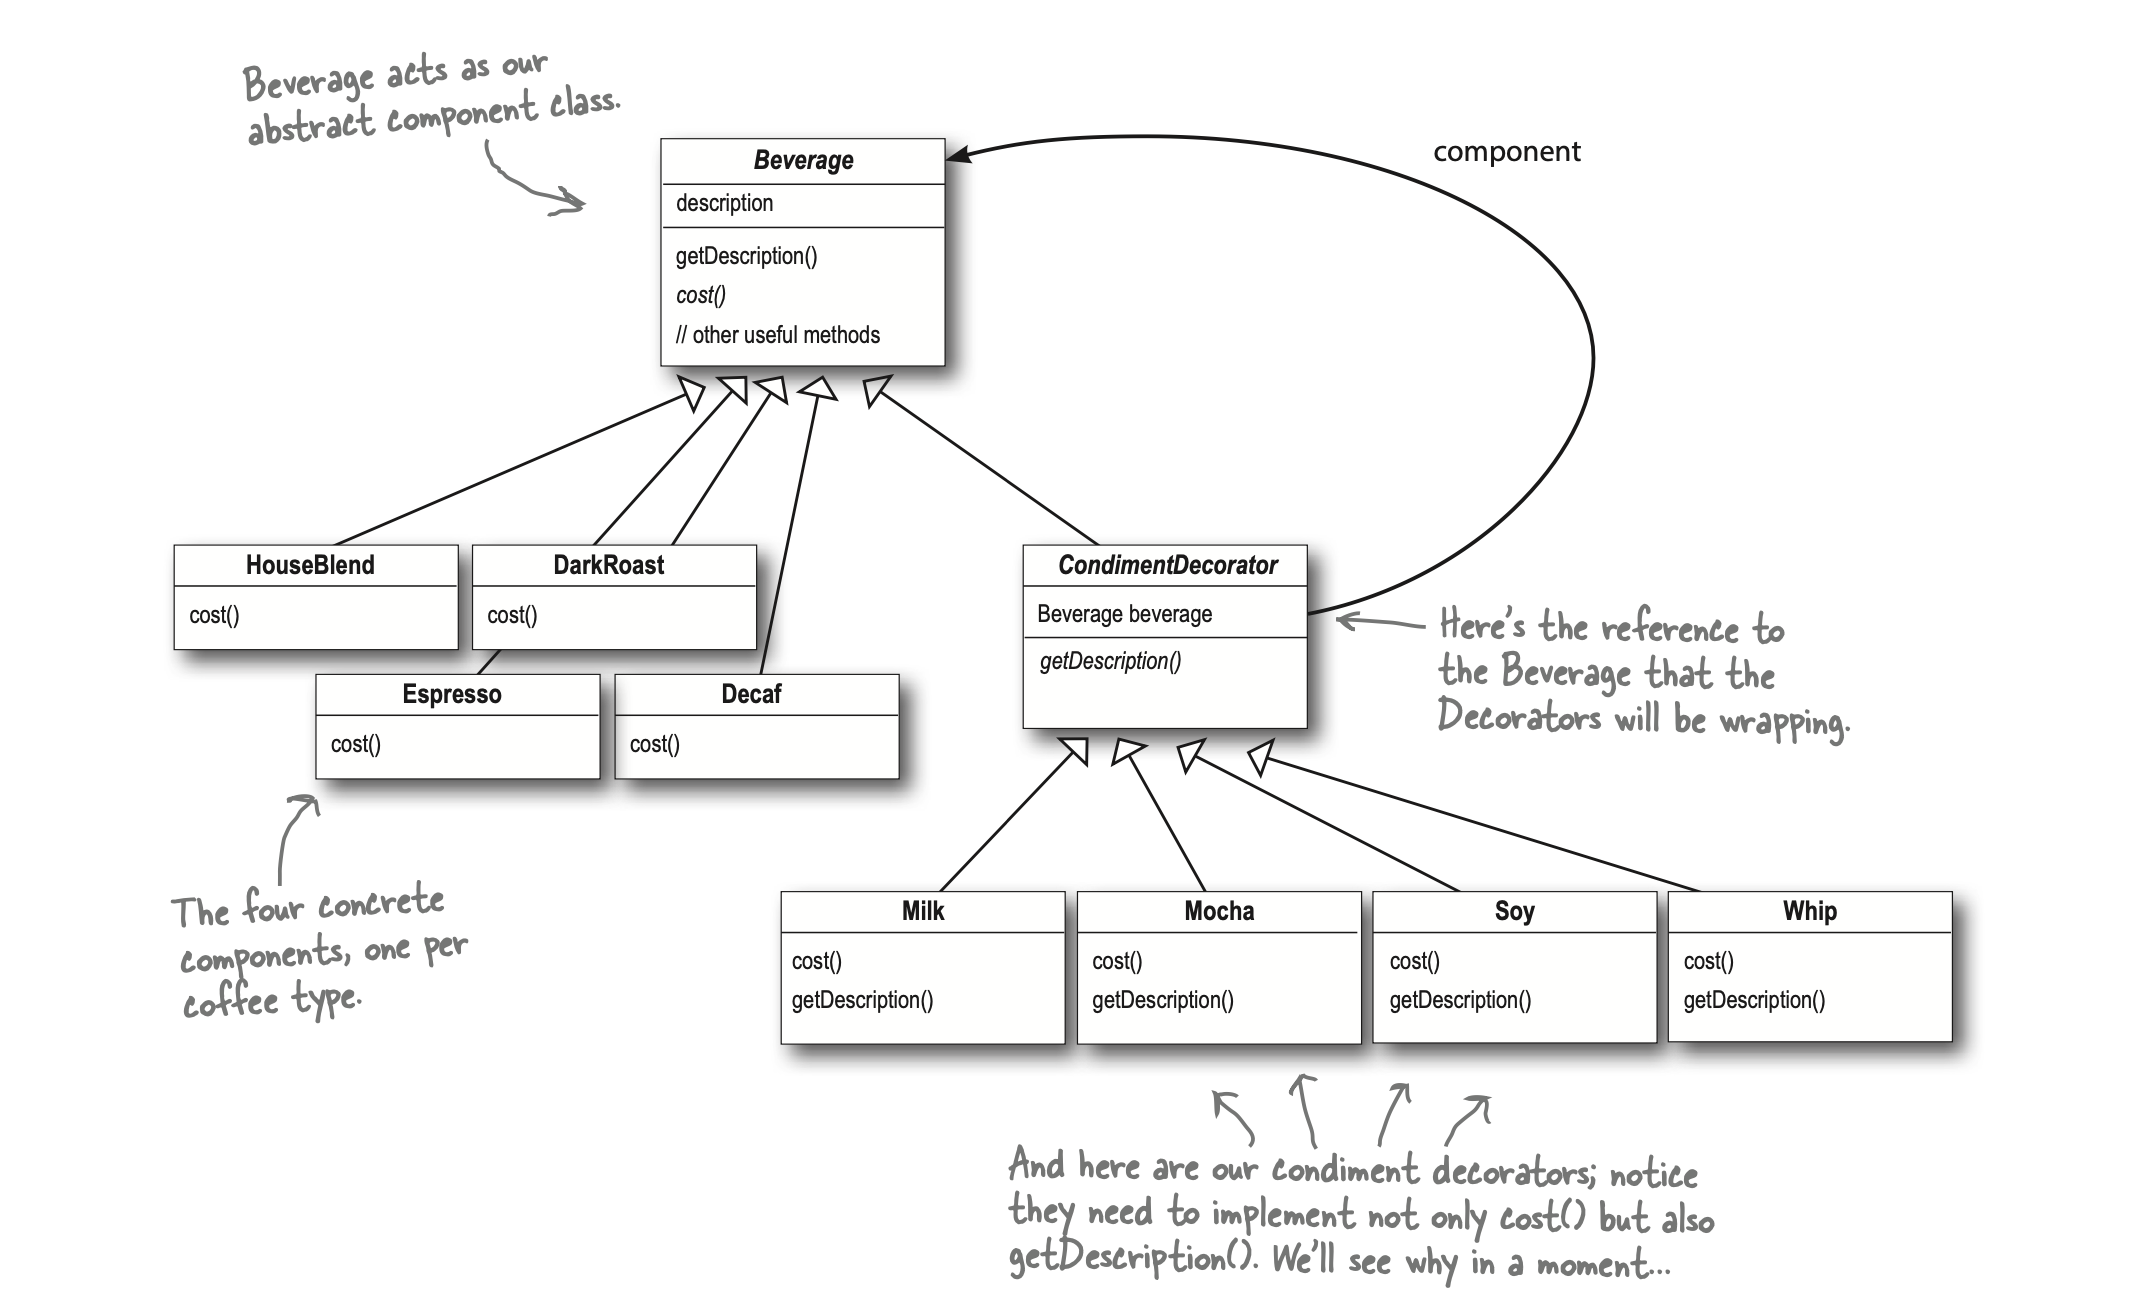 Beverage acts as our
abstract component class.
Beverage
description
getDescription()
cost()
// other useful methods
component
HouseBlend
cost()
DarkRoast
cost()
Espresso
cost()
Decaf
cost()
CondimentDecorator
Beverage beverage
getDescription()
Here's the reference to
the Beverage that the
Decorators will be wrapping.
The four concrete
components, one per
coffee type.
Milk
cost()
getDescription()
Mocha
cost()
getDescription()
Soy
cost()
getDescription()
Whip
cost()
getDescription()
And here are our condiment decorators; notice
they need to implement not only cost() but also
getDescription(). We'll see why in a moment...